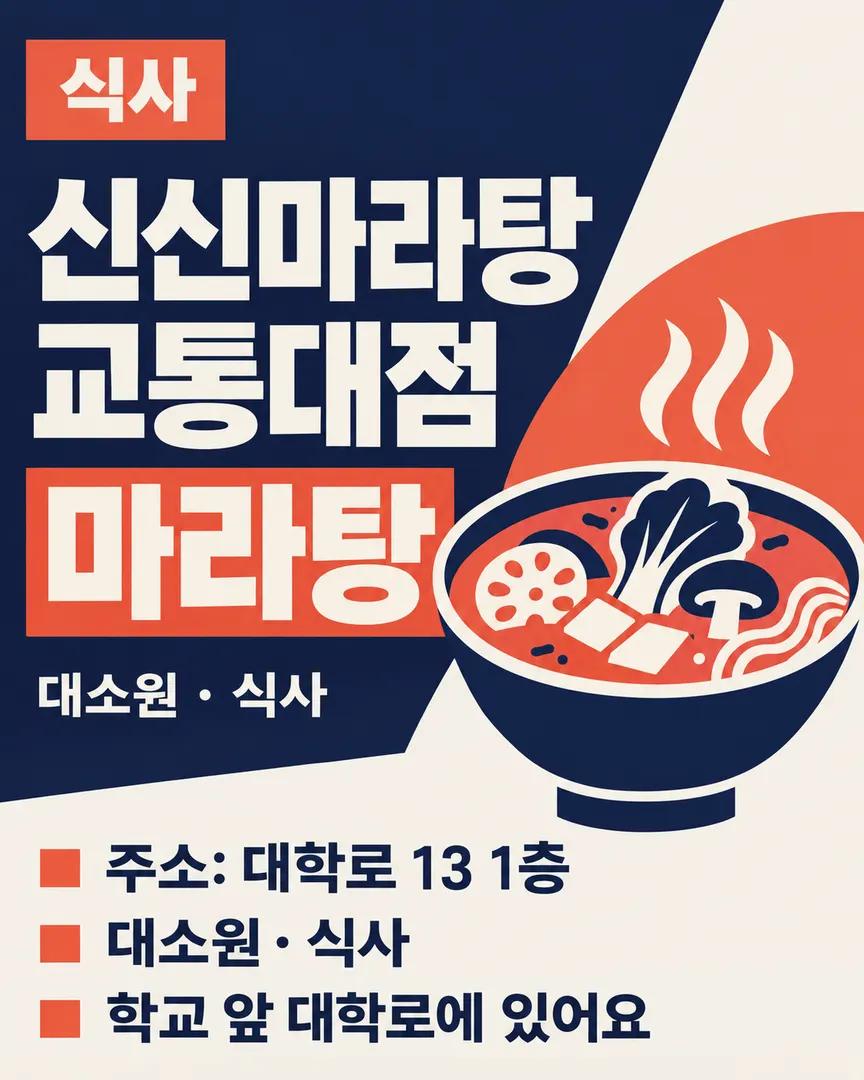 식사
신신마라탕
교통대점
마라탕
대소원 · 식사
주소: 대학로 13 1층
대소원 · 식사
학교 앞 대학로에 있어요